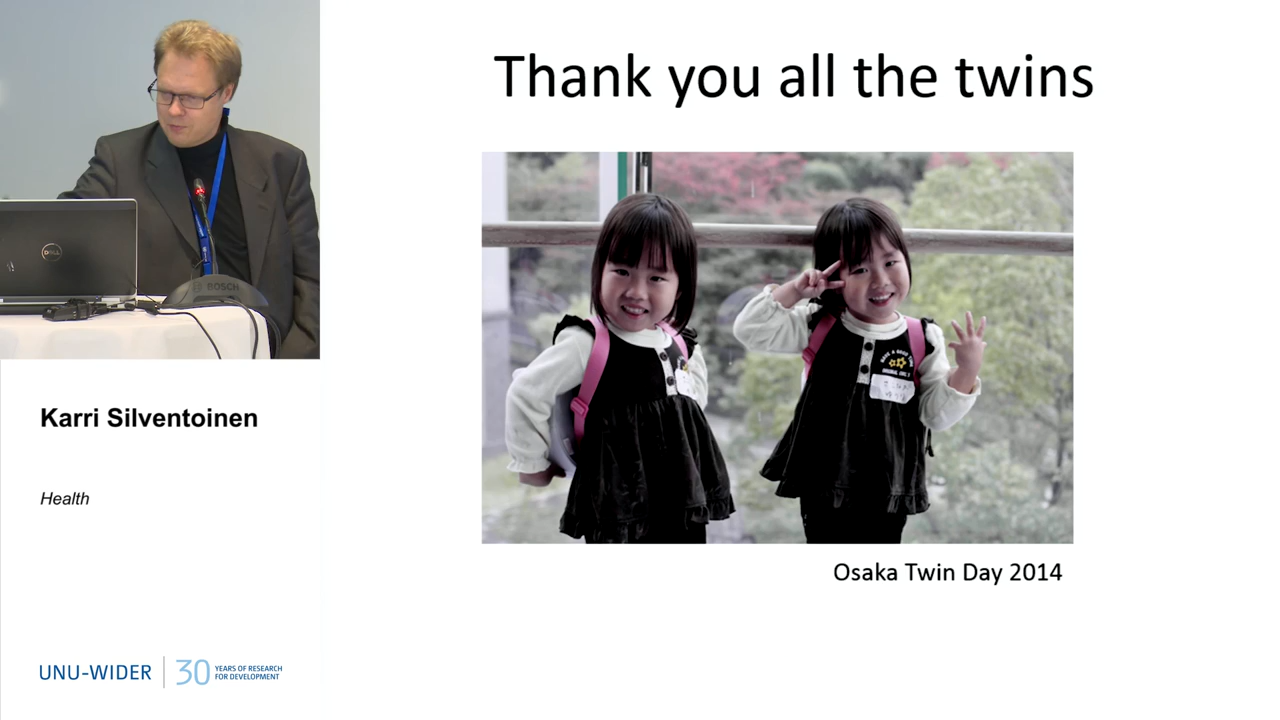 Thank you all the twins
DELL
BOSCH
Karri Silventoinen
Health
Osaka Twin Day 2014
UNU-WIDER
30
YEARS OF RESEARCH
FOR DEVELOPMENT